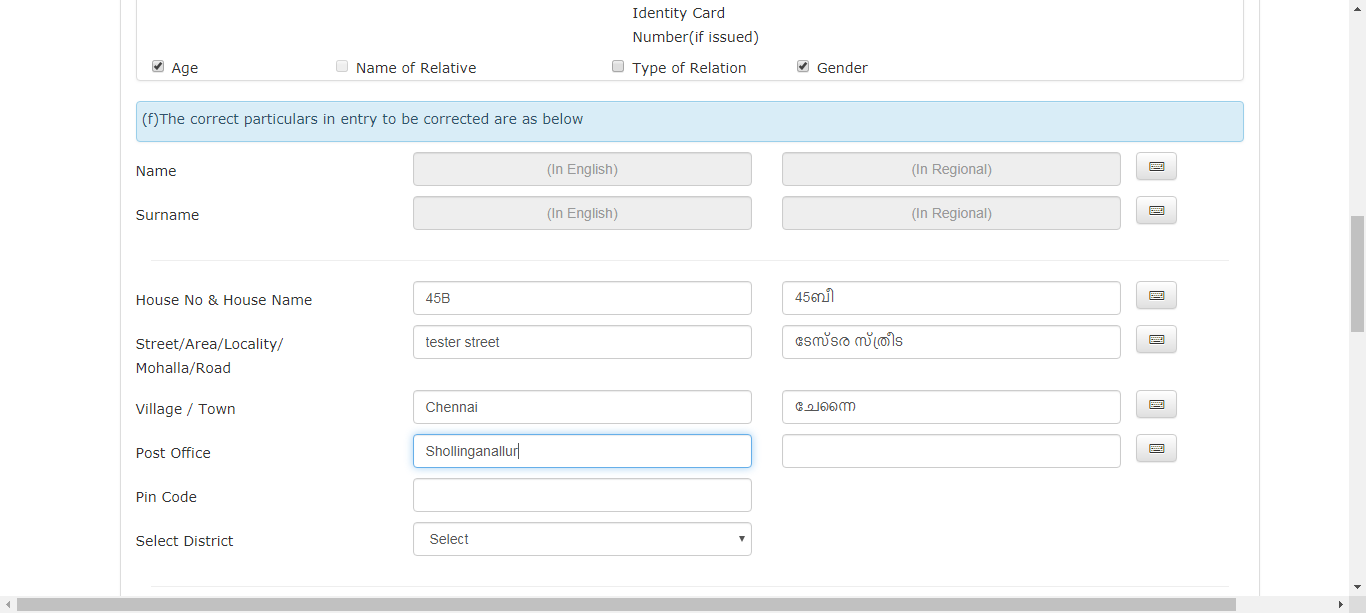 Identity Card
Number(if issued)
Age Name of Relative Type of Relation Gender
(f)The correct particulars in entry to be corrected are as below
Name (In English) (In Regional)
Surname (In English) (In Regional)
House No & House Name 45B 45ബീ
Street/Area/Locality/ tester street ടേസ്ടര സ്ത്രീട
Mohalla/Road
Village / Town Chennai ചേന്നൈ
Post Office Shollinganallur
Pin Code
Select District Select